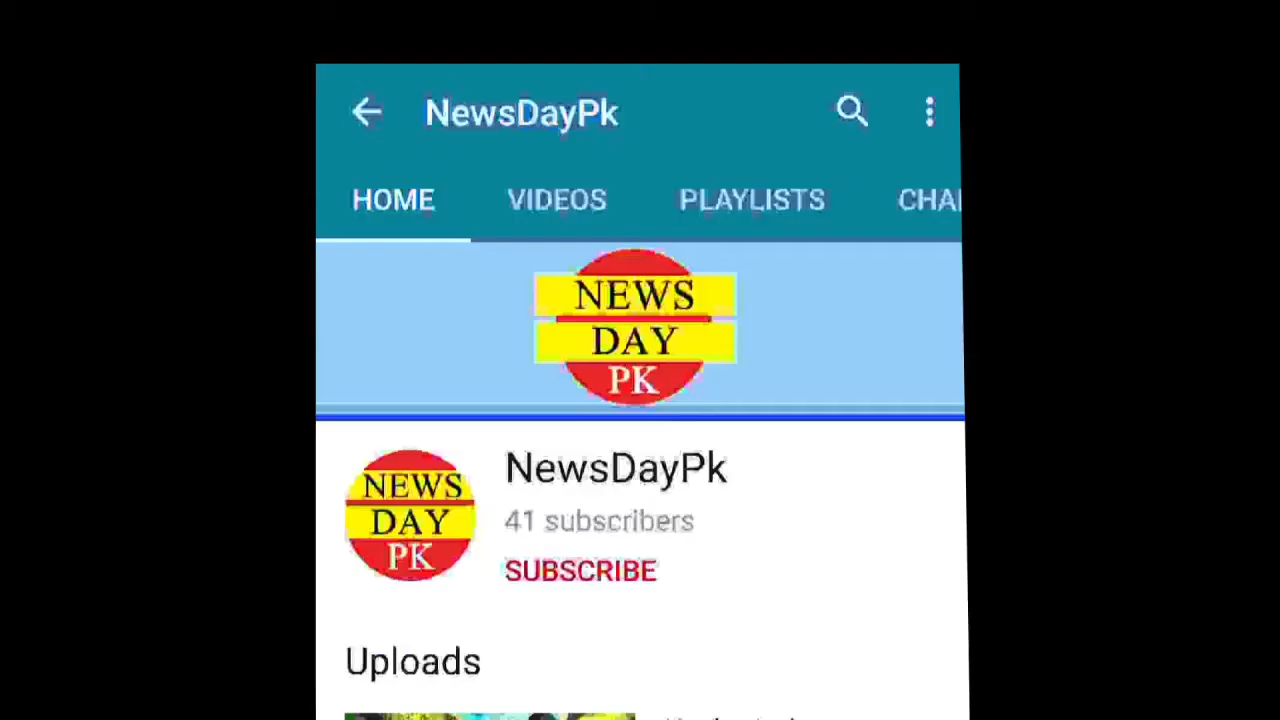 NewsDayPk
HOME VIDEOS PLAYLISTS CHA
NEWS
DAY
PK
NEWS
DAY
PK
NewsDayPk
41 subscribers
SUBSCRIBE
Uploads